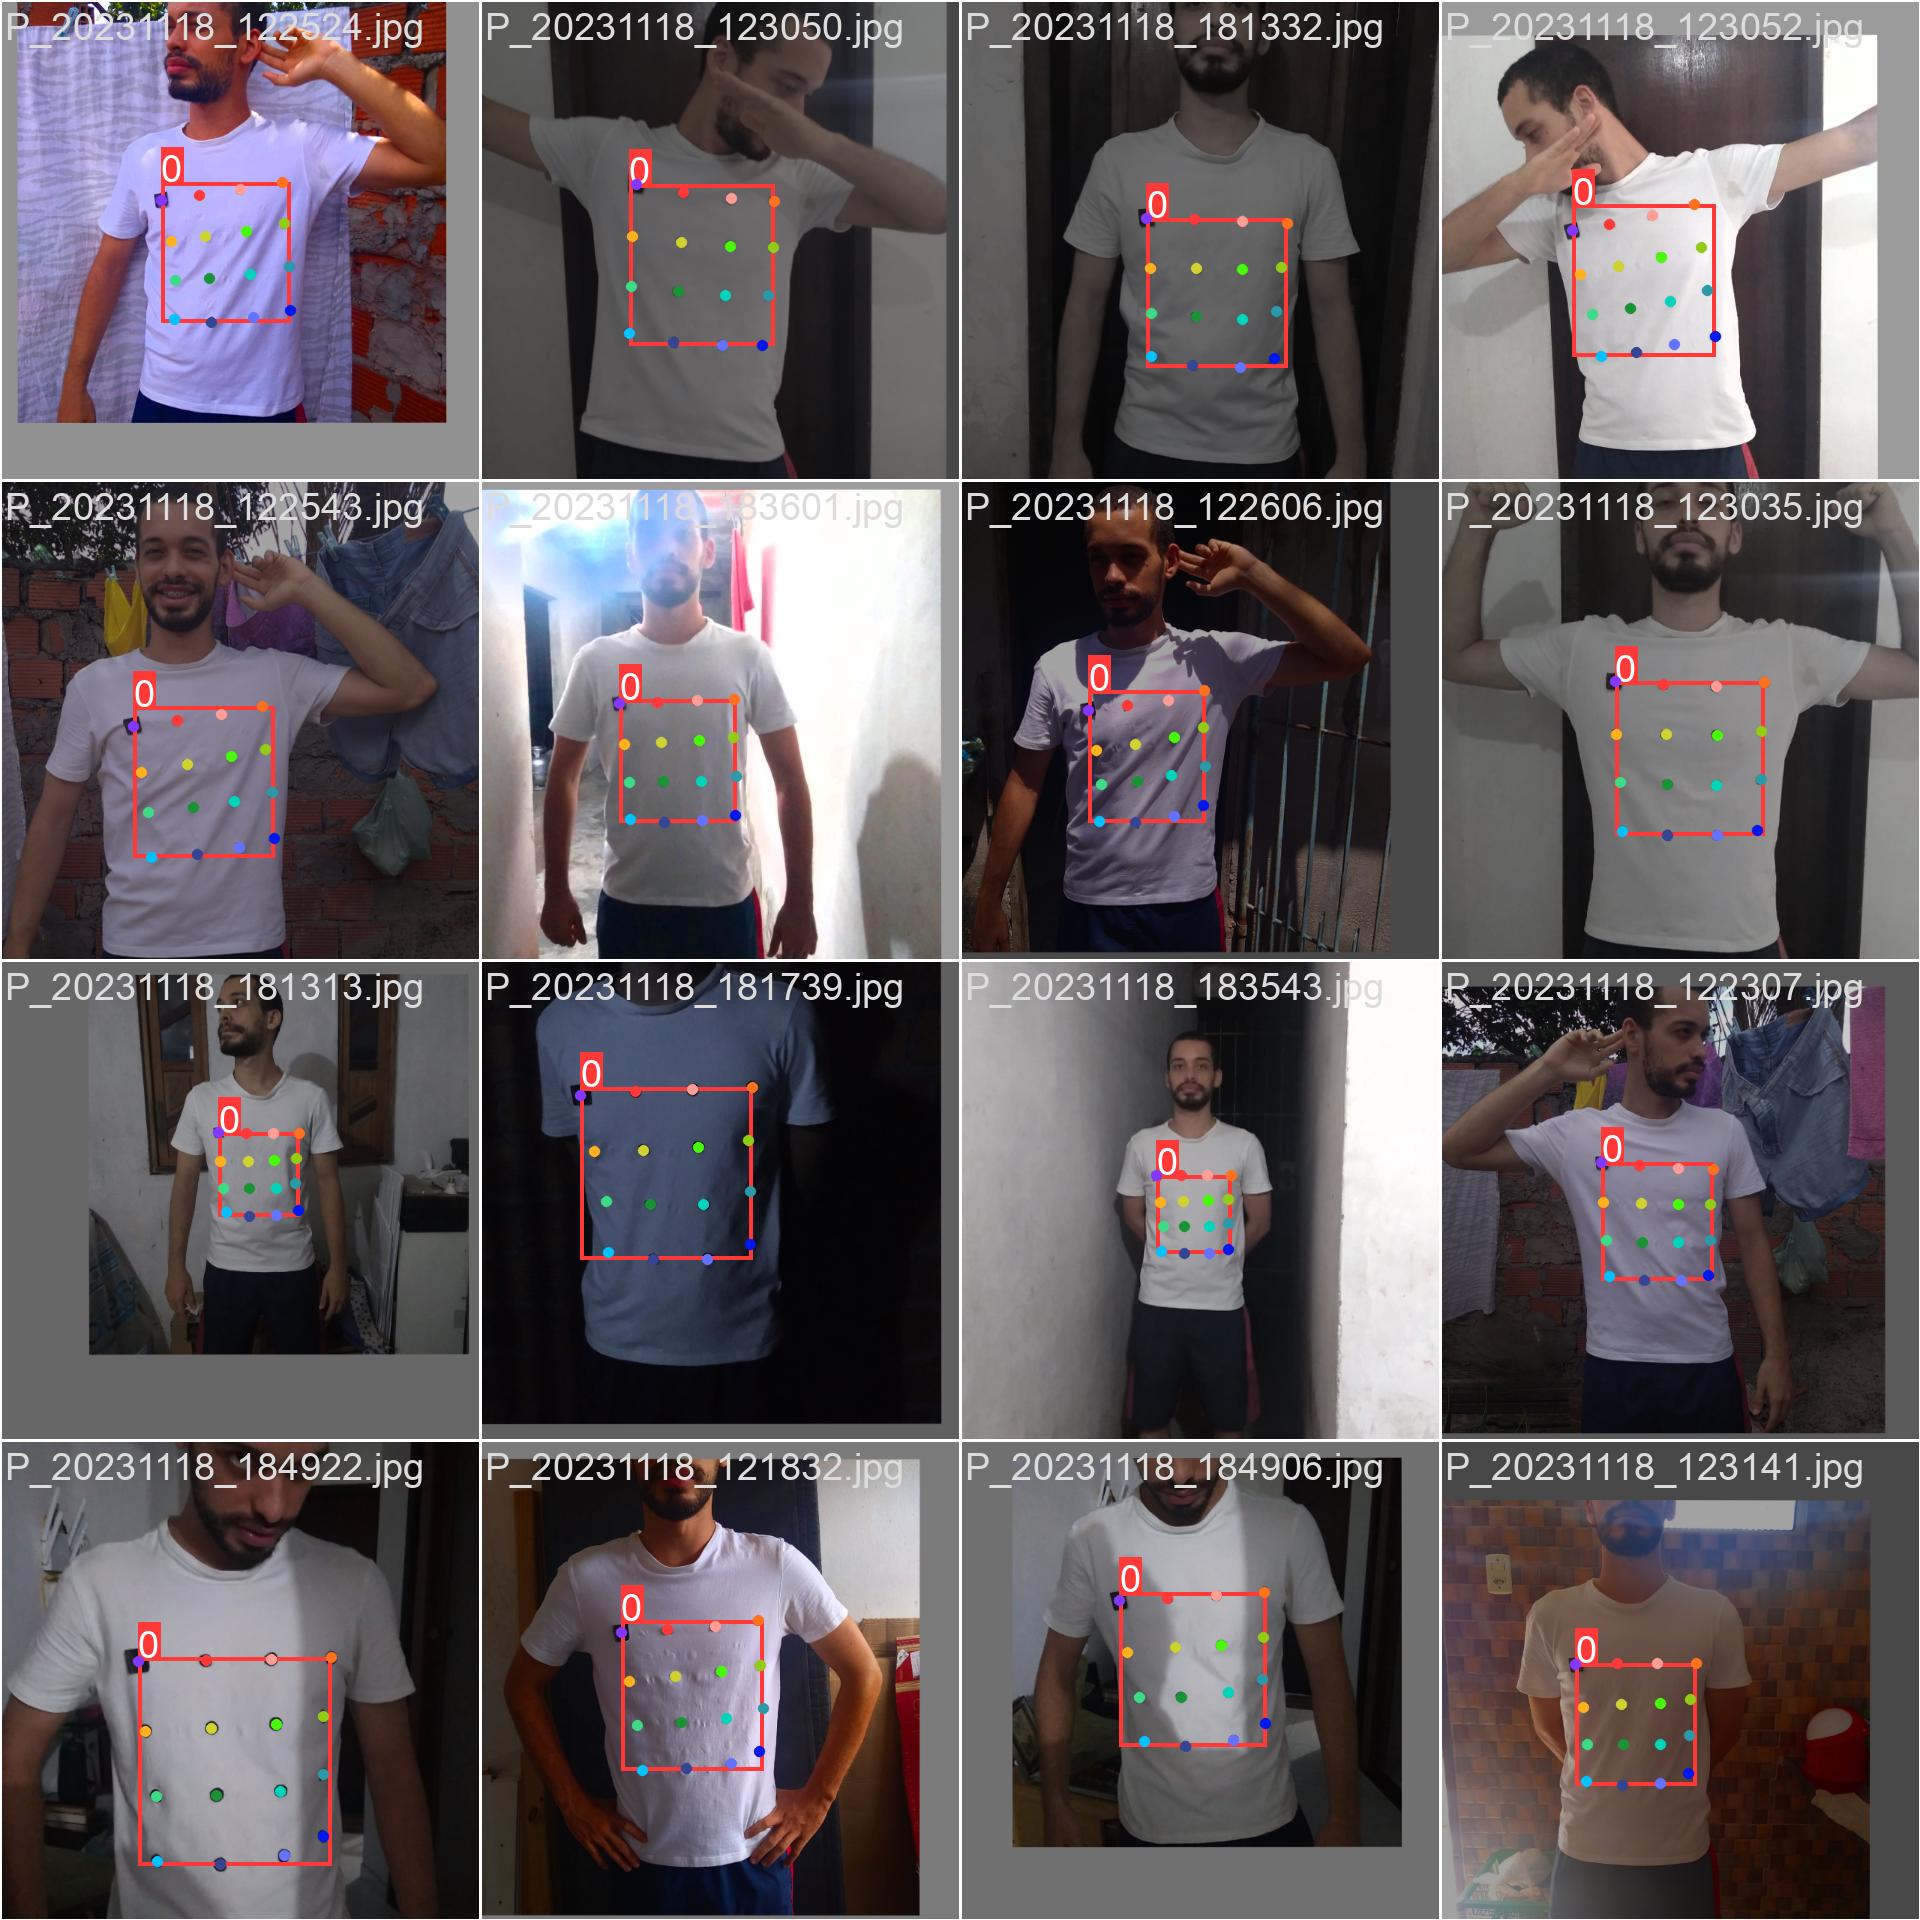 P_20231118_122524.jpg
P_20231118_123050.jpg
P_20231118_181332.jpg
P_20231118_123052.jpg
0
0
0
0
P_20231118_122543.jpg
P_20231118_183601.jpg
P_20231118_122606.jpg
P_20231118_123035.jpg
0
0
0
0
P_20231118_181313.jpg
P_20231118_181739.jpg
P_20231118_183543.jpg
P_20231118_122307.jpg
0
0
0
0
P_20231118_184922.jpg
P_20231118_121832.jpg
P_20231118_184906.jpg
P_20231118_123141.jpg
0
0
0
0